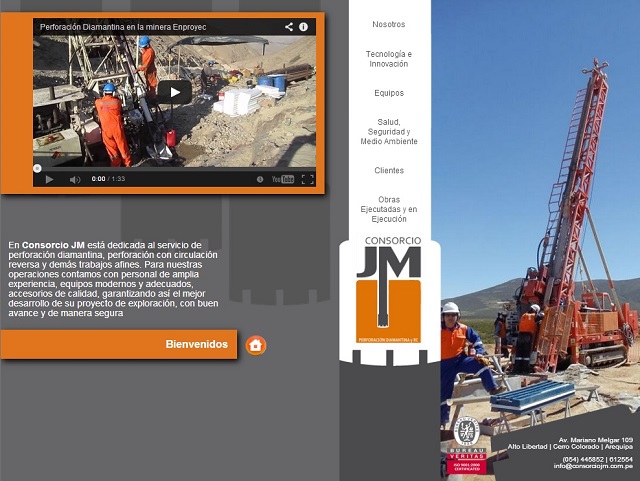 Perforación Diamantina en la minera Enproyec
0:00 / 1:33
YouTube
En Consorcio JM está dedicada al servicio de
perforación diamantina, perforación con circulación
reversa y demás trabajos afines. Para nuestras
operaciones contamos con personal de amplia
experiencia, equipos modernos y adecuados,
accesorios de calidad, garantizando así el mejor
desarrollo de su proyecto de exploración, con buen
avance y de manera segura
Bienvenidos
Nosotros
Tecnología e
Innovación
Equipos
Salud,
Seguridad y
Medio Ambiente
Clientes
Obras
Ejecutadas y en
Ejecución
CONSORCIO
JM
PERFORACIÓN DIAMANTINA y RC
BUREAU
VERITAS
ISO 9001:2000
CERTIFICATED
Av. Mariano Melgar 109
Alto Libertad | Cerro Colorado | Arequipa
(054) 445852 | 612554
info@consorciojm.com.pe